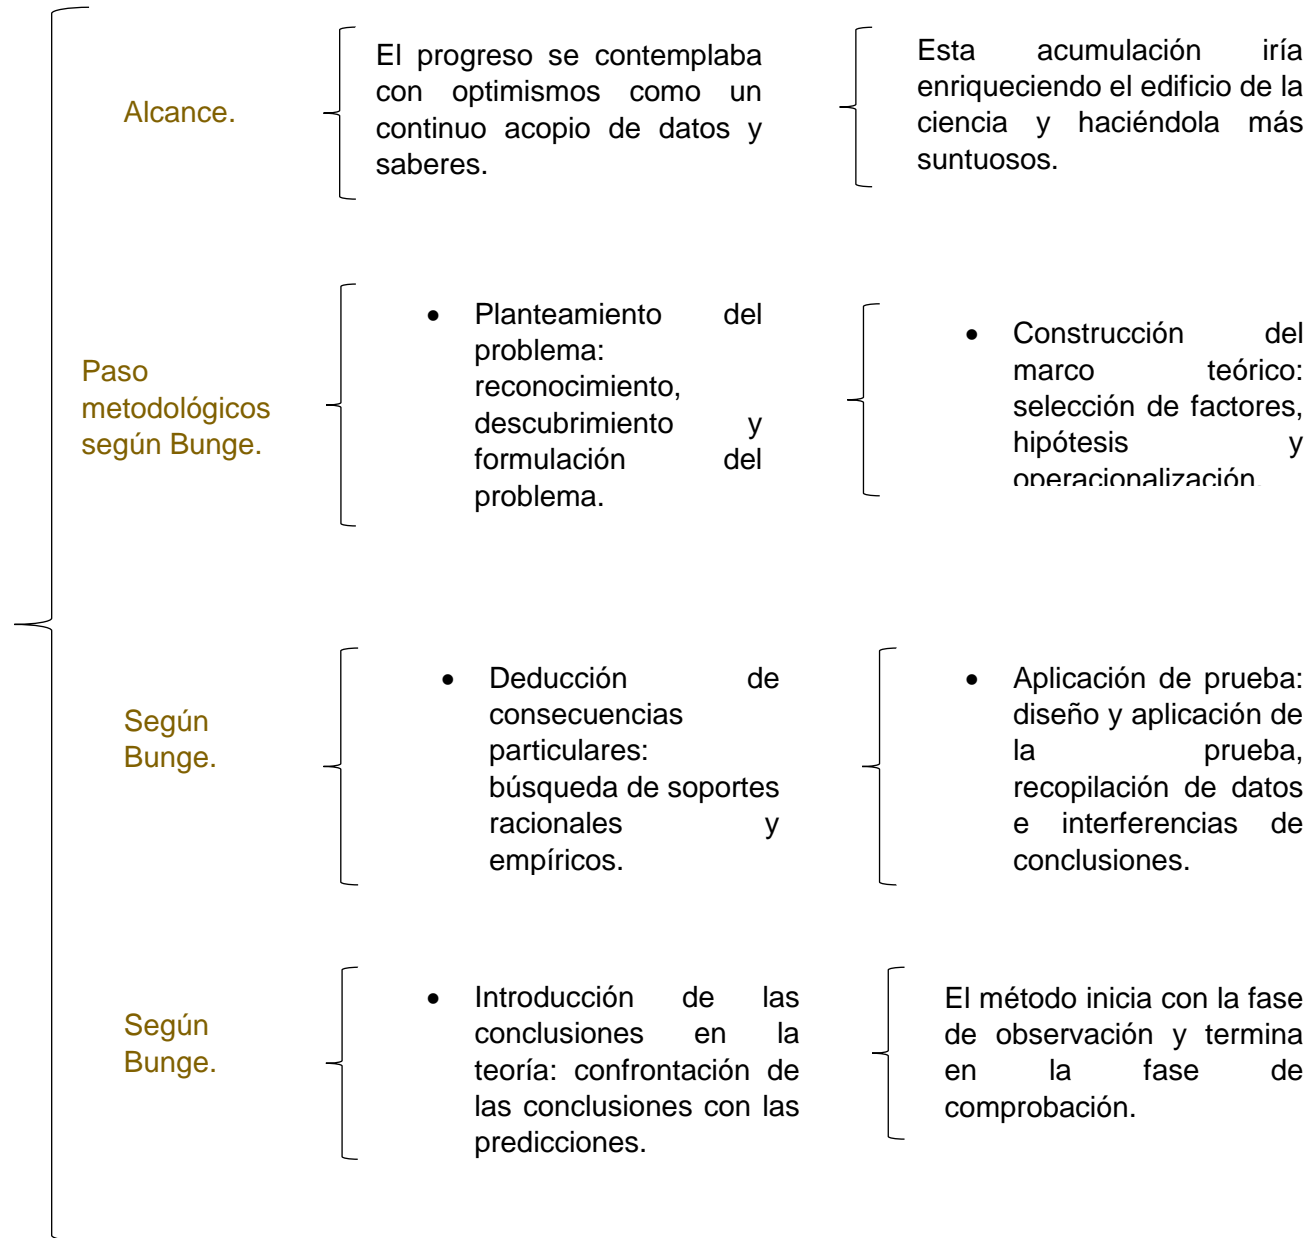 Alcance.
El progreso se contemplaba
con optimismos como un
continuo acopio de datos y
saberes.
Esta acumulación iría
enriqueciendo el edificio de la
ciencia y haciéndola más
suntuosos.
Paso
metodológicos
según Bunge.
• Planteamiento del
problema:
reconocimiento,
descubrimiento y
formulación del
problema.
• Construcción del
marco teórico:
selección de factores,
hipótesis y
operacionalización.
Según
Bunge.
• Deducción de
consecuencias
particulares:
búsqueda de soportes
racionales y
empíricos.
• Aplicación de prueba:
diseño y aplicación de
la prueba,
recopilación de datos
e interferencias de
conclusiones.
Según
Bunge.
• Introducción de las
conclusiones en la
teoría: confrontación de
las conclusiones con las
predicciones.
El método inicia con la fase
de observación y termina
en la fase de
comprobación.